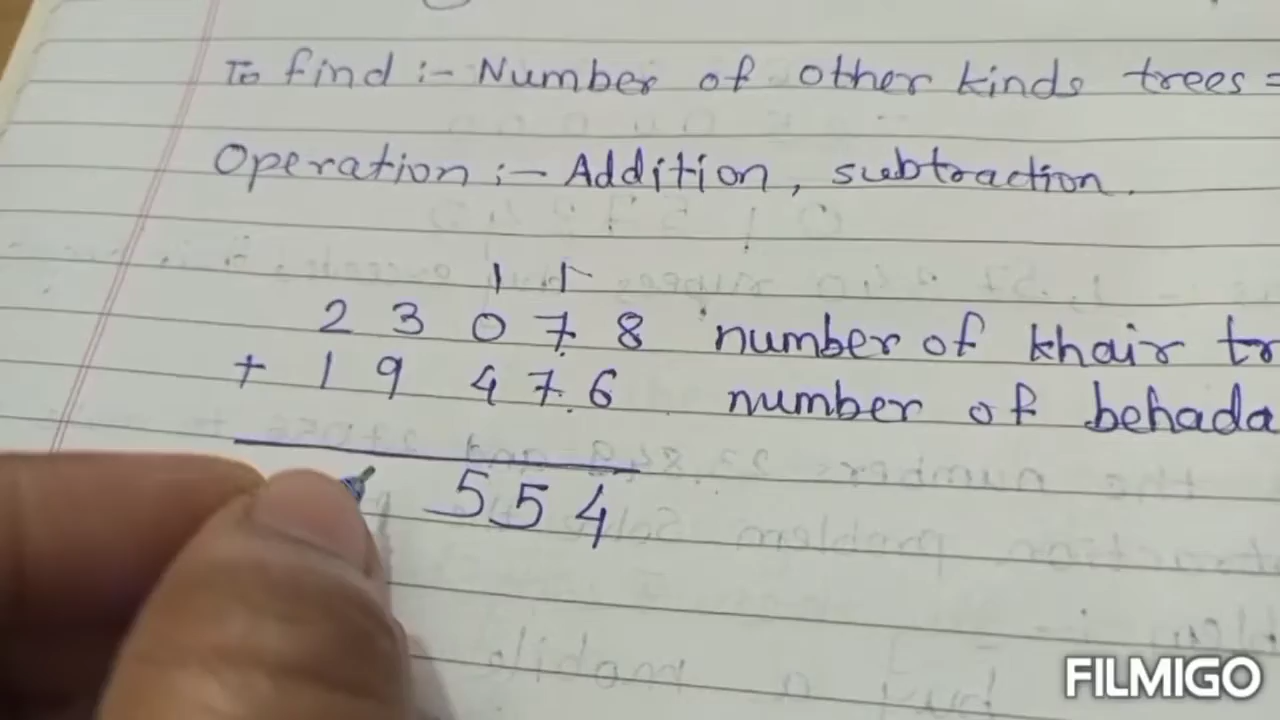 To find :- Number of other kinds trees =
Operation :- Addition, subtraction.
1 1
2 3 0 7 8 number of khair tr
+ 1 9 4 7 6 number of behada
5 5 4
FILMIGO